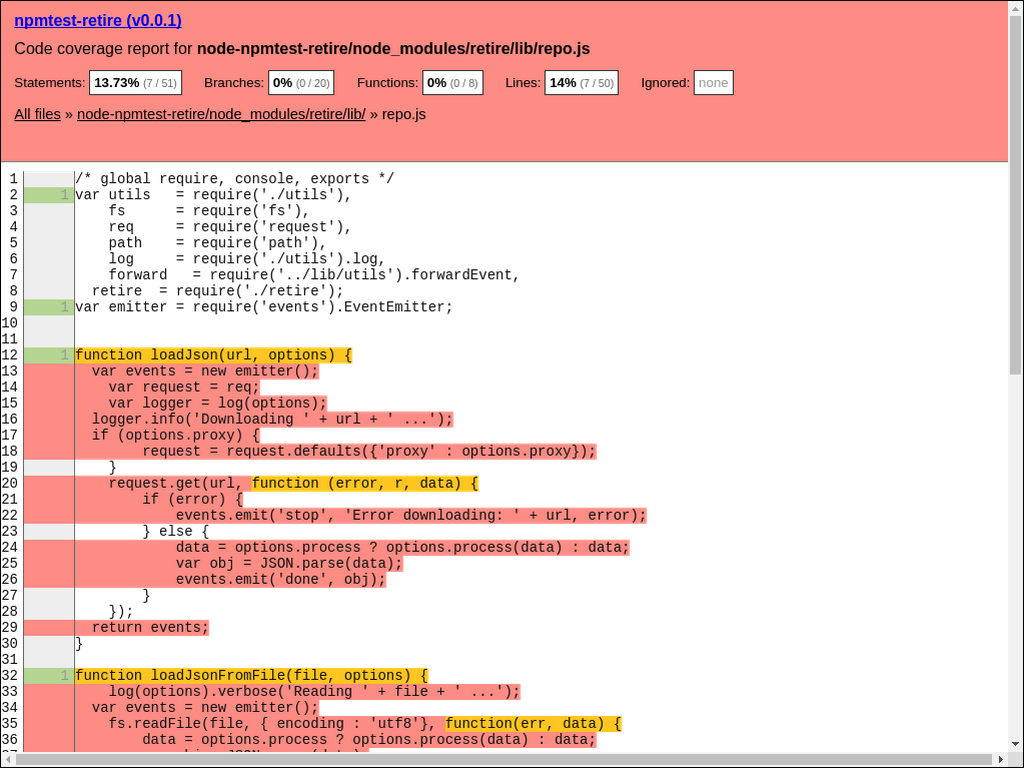 npmtest-retire (v0.0.1)
Code coverage report for node-npmtest-retire/node_modules/retire/lib/repo.js
Statements: 13.73% (7 / 51) Branches: 0% (0 / 20) Functions: 0% (0 / 8) Lines: 14% (7 / 50) Ignored: none
All files » node-npmtest-retire/node_modules/retire/lib/ » repo.js
1 /* global require, console, exports */
2 1 var utils   = require('./utils'),
3     fs      = require('fs'),
4     req     = require('request'),
5     path    = require('path'),
6     log     = require('./utils').log,
7     forward   = require('../lib/utils').forwardEvent,
8   retire  = require('./retire');
9 1 var emitter = require('events').EventEmitter;
10
11
12 1 function loadJson(url, options) {
13   var events = new emitter();
14     var request = req;
15     var logger = log(options);
16   logger.info('Downloading ' + url + ' ...');
17   if (options.proxy) {
18         request = request.defaults({'proxy' : options.proxy});
19     }
20     request.get(url, function (error, r, data) {
21         if (error) {
22             events.emit('stop', 'Error downloading: ' + url, error);
23         } else {
24             data = options.process ? options.process(data) : data;
25             var obj = JSON.parse(data);
26             events.emit('done', obj);
27         }
28     });
29   return events;
30 }
31
32 1 function loadJsonFromFile(file, options) {
33     log(options).verbose('Reading ' + file + ' ...');
34   var events = new emitter();
35     fs.readFile(file, { encoding : 'utf8'}, function(err, data) {
36         data = options.process ? options.process(data) : data;